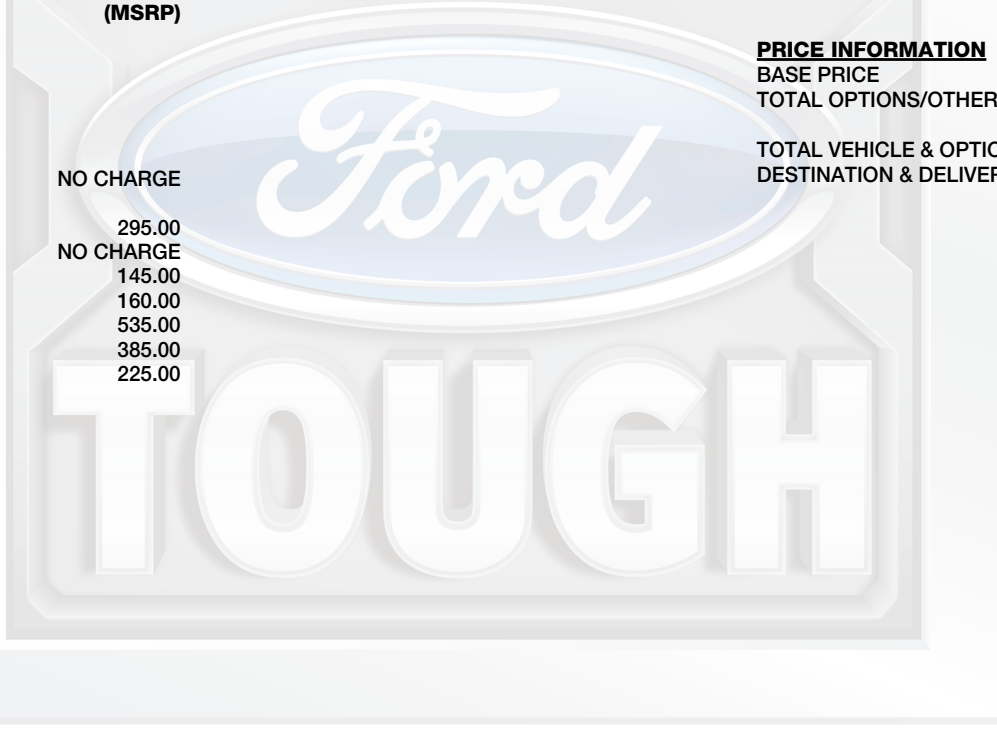 (MSRP)
NO CHARGE
295.00
NO CHARGE
145.00
160.00
535.00
385.00
225.00
PRICE INFORMATION
BASE PRICE
TOTAL OPTIONS/OTHER
TOTAL VEHICLE & OPTIO
DESTINATION & DELIVER
Ford
TOUGH